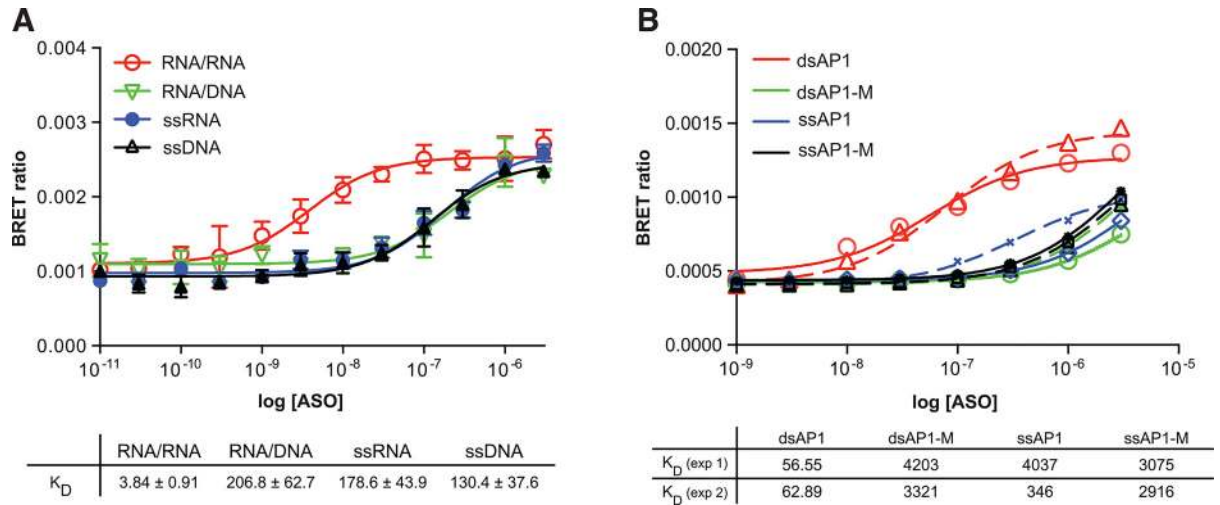 A
BRET ratio
0.004
0.003
0.002
0.001
0.000
RNA/RNA
RNA/DNA
ssRNA
ssDNA
10-11 10-10 10-9 10-8 10-7 10-6
log [ASO]
RNA/RNA RNA/DNA ssRNA ssDNA
KD 3.84 ± 0.91 206.8 ± 62.7 178.6 ± 43.9 130.4 ± 37.6
B
BRET ratio
0.0020
0.0015
0.0010
0.0005
0.0000
dsAP1
dsAP1-M
ssAP1
ssAP1-M
10-9 10-8 10-7 10-6 10-5
log [ASO]
dsAP1 dsAP1-M ssAP1 ssAP1-M
KD (exp 1) 56.55 4203 4037 3075
KD (exp 2) 62.89 3321 346 2916